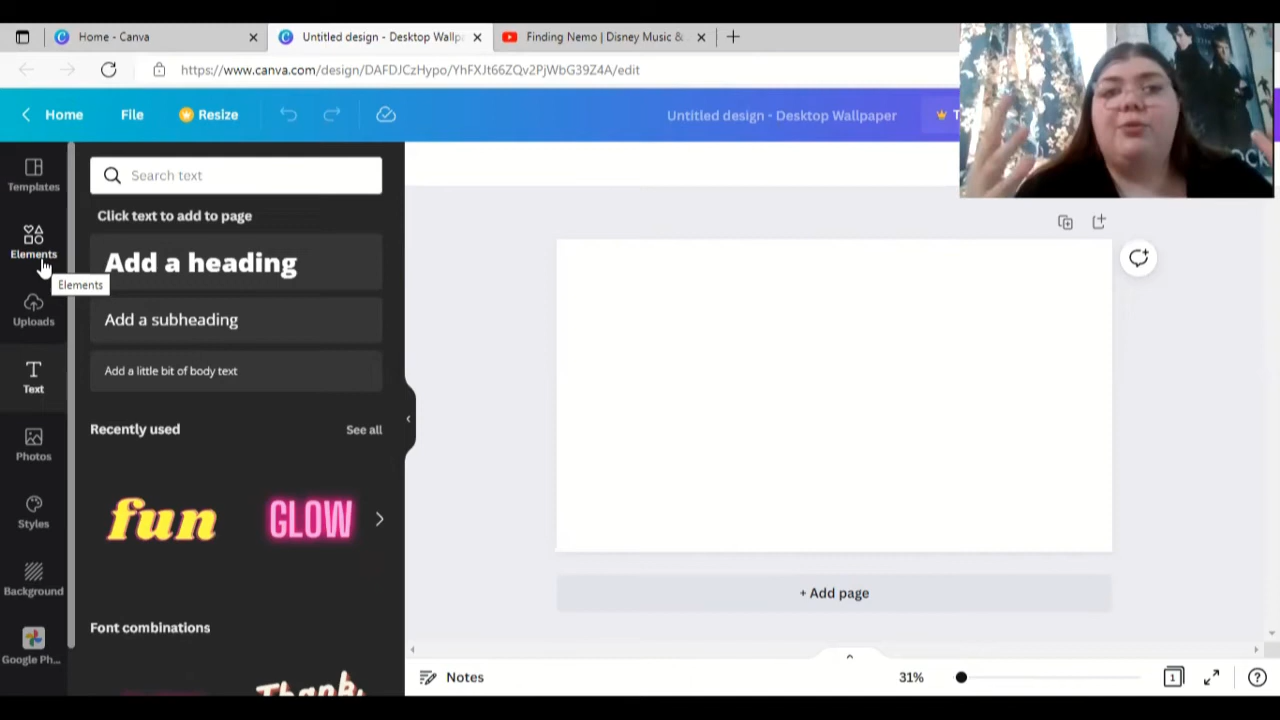 Home - Canva
Untitled design - Desktop Wallp
Finding Nemo | Disney Music &
https://www.canva.com/design/DAFDJCzHypo/YhFXJt66ZQv2PjWbG39Z4A/edit
Home
File
Resize
Untitled design - Desktop Wallpaper
T
OCK
Templates
Elements
Elements
Uploads
Text
Photos
Styles
Background
Google Ph...
Search text
Click text to add to page
Add a heading
Add a subheading
Add a little bit of body text
Recently used
See all
fun
GLOW
Font combinations
Thank
+ Add page
Notes
31%
1
?